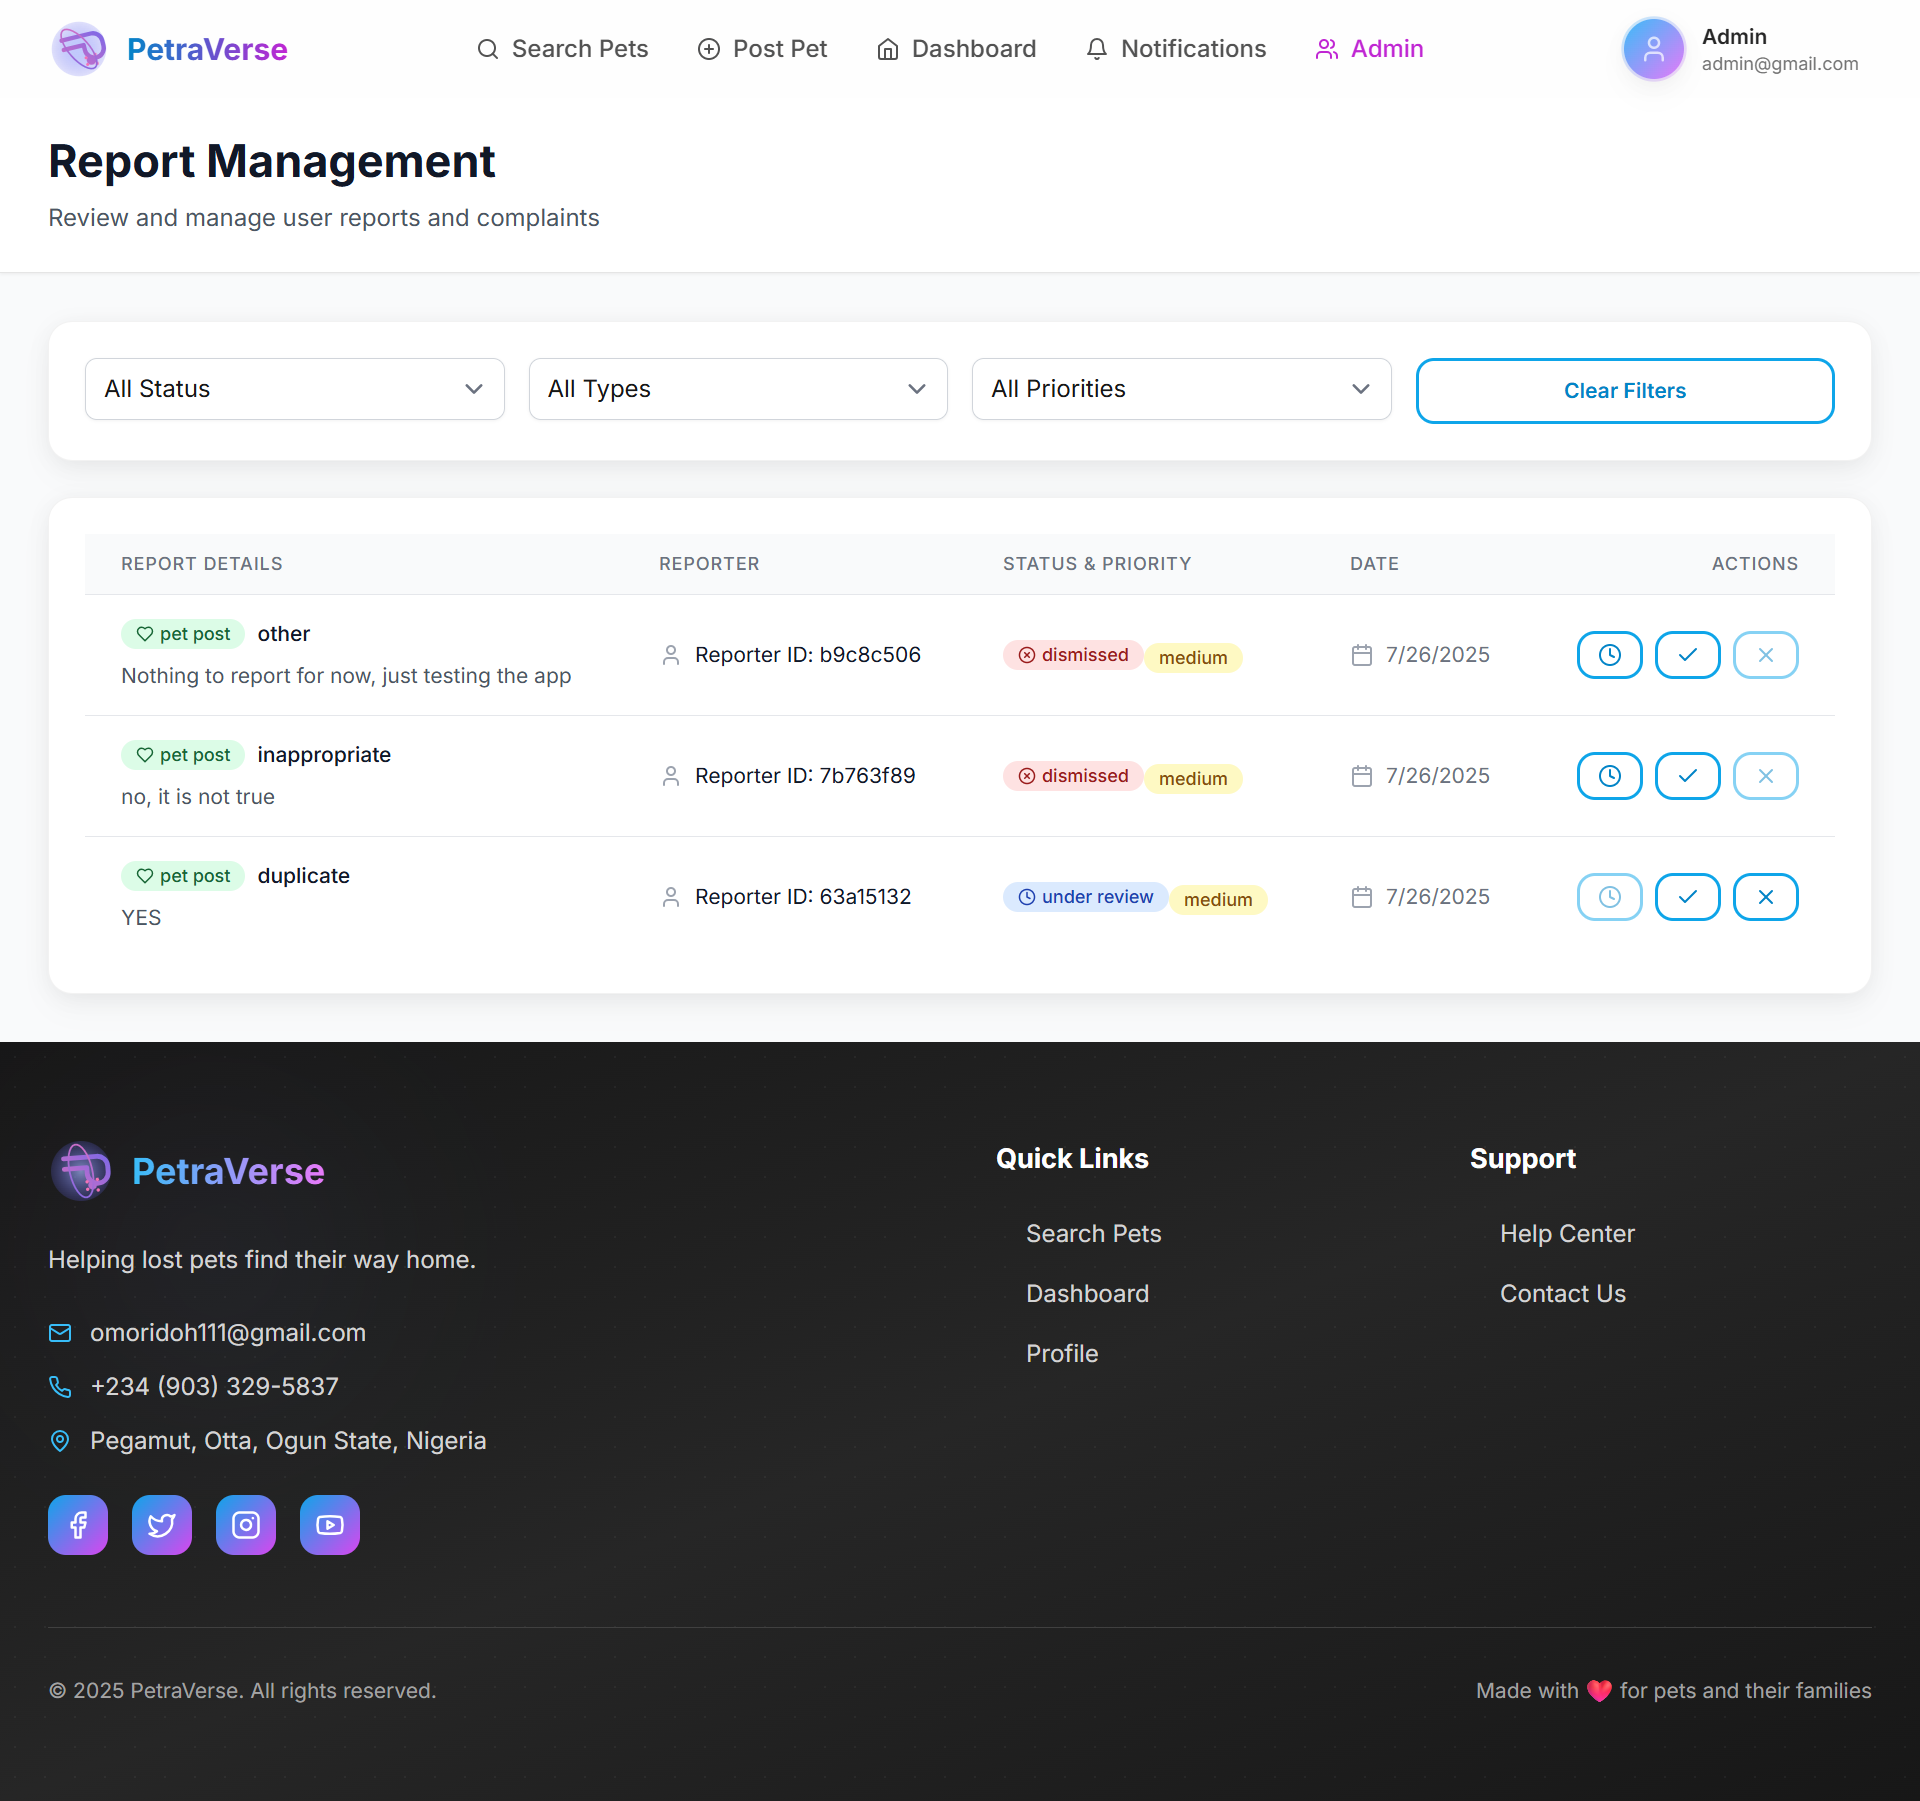 PetraVerse
Search Pets
Post Pet
Dashboard
Notifications
Admin
Admin
admin@gmail.com
Report Management
Review and manage user reports and complaints
All Status
All Types
All Priorities
Clear Filters
REPORT DETAILS
REPORTER
STATUS & PRIORITY
DATE
ACTIONS
pet post
other
Nothing to report for now, just testing the app
Reporter ID: b9c8c506
dismissed
medium
7/26/2025
pet post
inappropriate
no, it is not true
Reporter ID: 7b763f89
dismissed
medium
7/26/2025
pet post
duplicate
YES
Reporter ID: 63a15132
under review
medium
7/26/2025
PetraVerse
Helping lost pets find their way home.
omoridoh111@gmail.com
+234 (903) 329-5837
Pegamut, Otta, Ogun State, Nigeria
Quick Links
Search Pets
Dashboard
Profile
Support
Help Center
Contact Us
© 2025 PetraVerse. All rights reserved.
Made with ❤️ for pets and their families